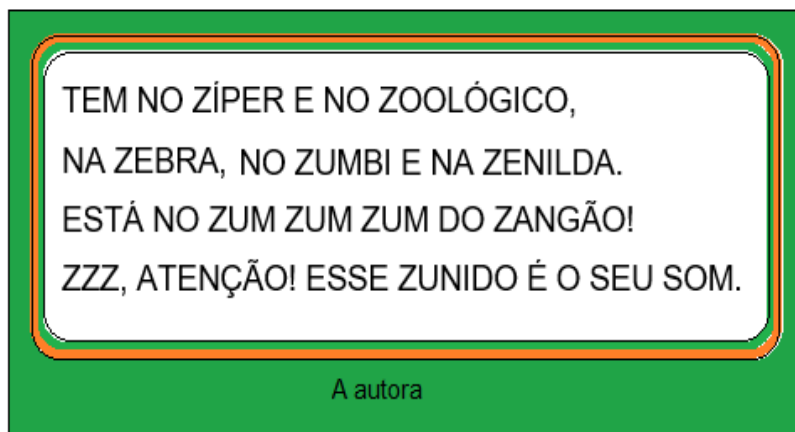 TEM NO ZÍPER E NO ZOOLÓGICO,
NA ZEBRA, NO ZUMBI E NA ZENILDA.
ESTÁ NO ZUM ZUM ZUM DO ZANGÃO!
ZZZ, ATENÇÃO! ESSE ZUNIDO É O SEU SOM.
A autora